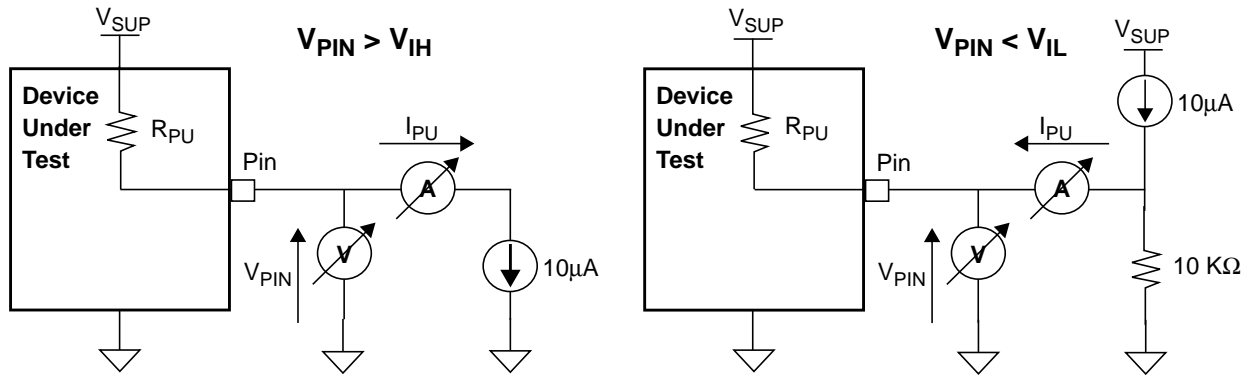 V_SUP
V_PIN > V_IH
Device
Under
Test
R_PU
I_PU
Pin
A
V
V_PIN
10μA
V_SUP
V_PIN < V_IL
V_SUP
Device
Under
Test
R_PU
I_PU
10μA
Pin
A
V
V_PIN
10 KΩ